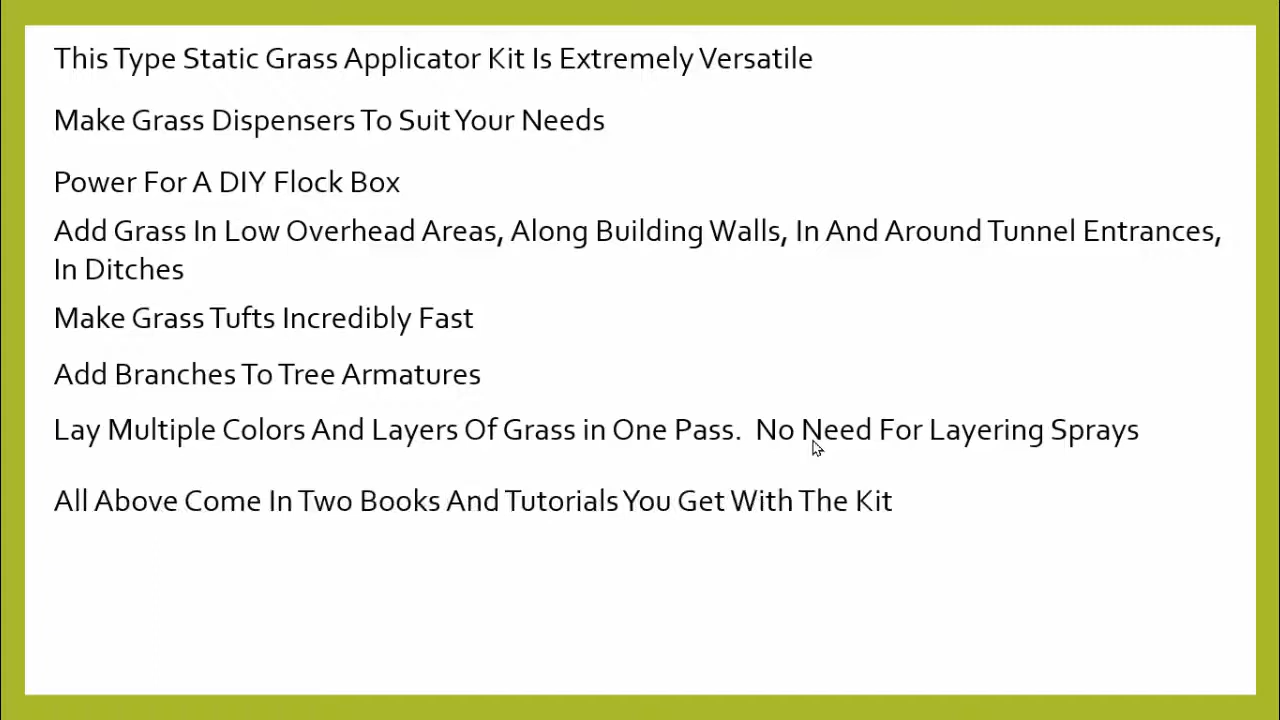 This Type Static Grass Applicator Kit Is Extremely Versatile
Make Grass Dispensers To Suit Your Needs
Power For A DIY Flock Box
Add Grass In Low Overhead Areas, Along Building Walls, In And Around Tunnel Entrances,
In Ditches
Make Grass Tufts Incredibly Fast
Add Branches To Tree Armatures
Lay Multiple Colors And Layers Of Grass in One Pass.  No Need For Layering Sprays
All Above Come In Two Books And Tutorials You Get With The Kit